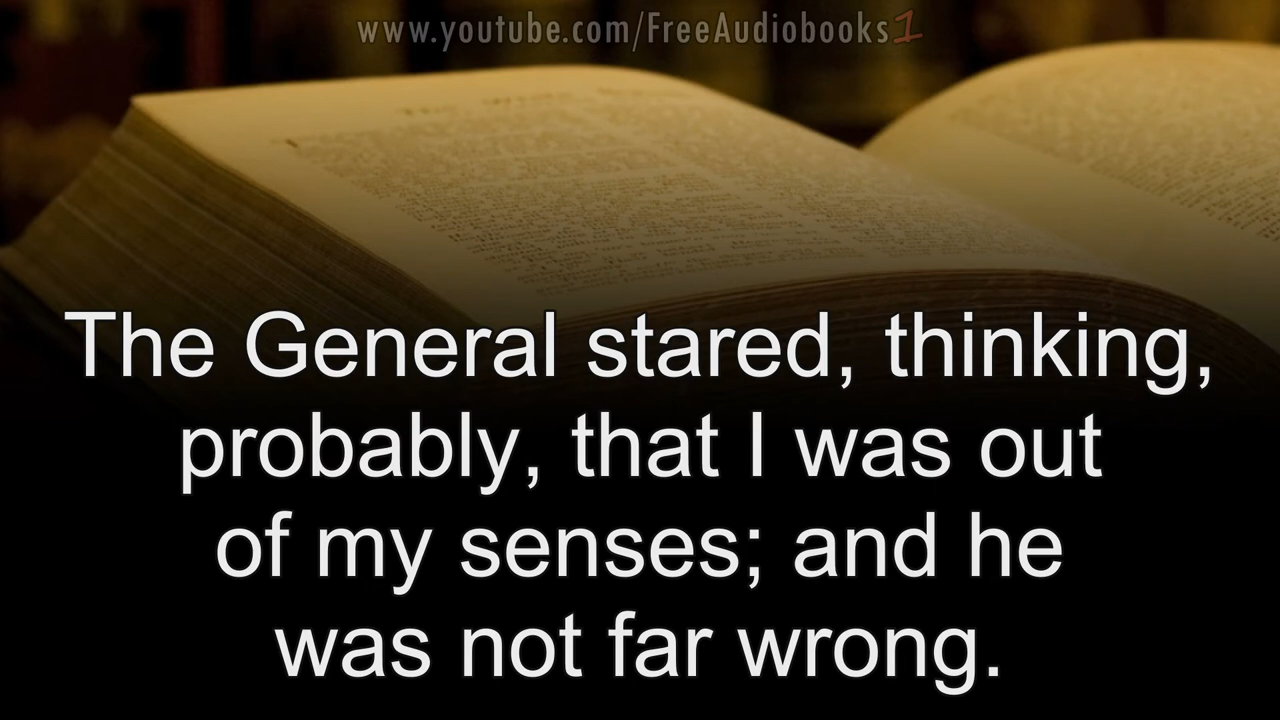 www.youtube.com/FreeAudiobooks1
The General stared, thinking,
probably, that I was out
of my senses; and he
was not far wrong.